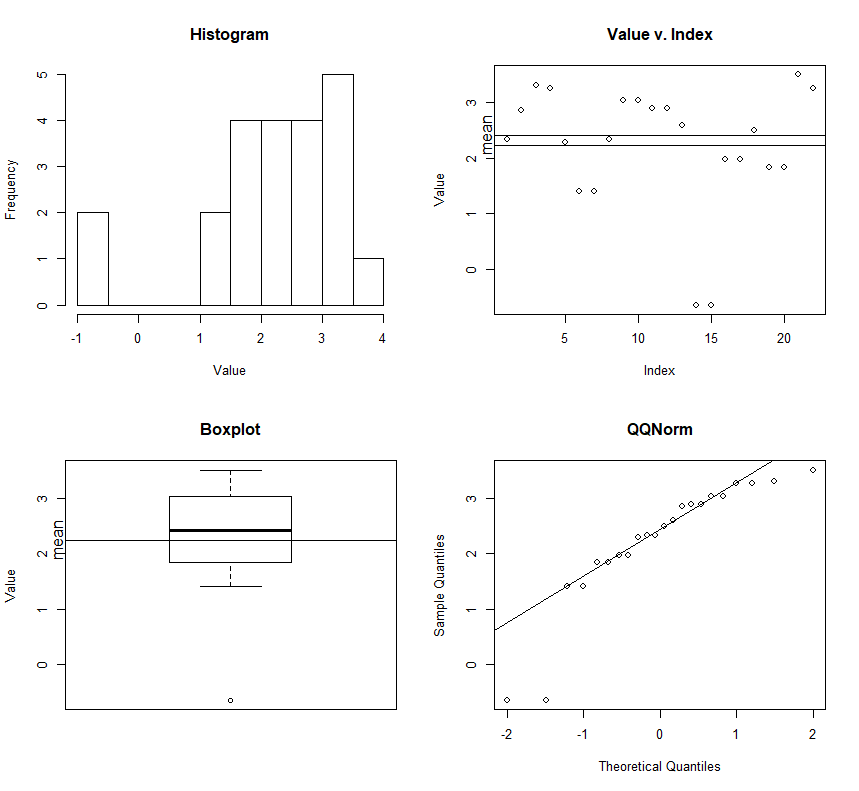 Histogram
5
4
3
2
1
0
Frequency
-1 0 1 2 3 4
Value
Value v. Index
3
2
1
0
mean
Value
5 10 15 20
Index
Boxplot
3
2
1
0
mean
Value
QQNorm
3
2
1
0
Sample Quantiles
-2 -1 0 1 2
Theoretical Quantiles